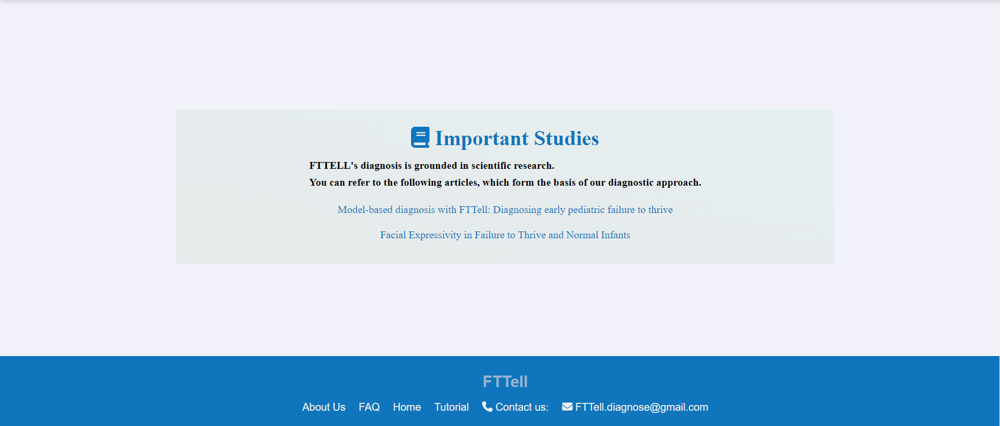 Important Studies
FTTELL's diagnosis is grounded in scientific research.
You can refer to the following articles, which form the basis of our diagnostic approach.
Model-based diagnosis with FTTell: Diagnosing early pediatric failure to thrive
Facial Expressivity in Failure to Thrive and Normal Infants
FTTell
About Us FAQ Home Tutorial Contact us: FTTell.diagnose@gmail.com